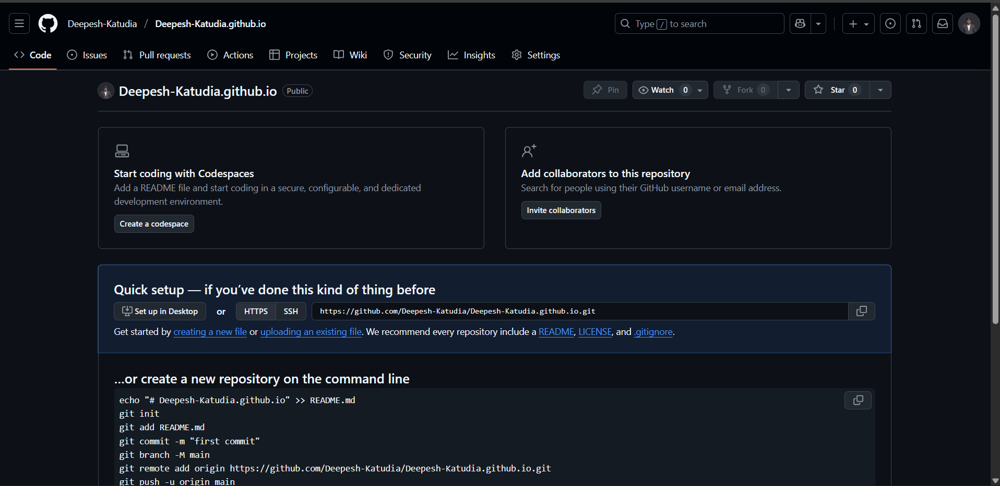 Deepesh-Katudia / Deepesh-Katudia.github.io
Type / to search
Code Issues Pull requests Actions Projects Wiki Security Insights Settings
Deepesh-Katudia.github.io Public
Pin Watch 0 Fork 0 Star 0
Start coding with Codespaces
Add a README file and start coding in a secure, configurable, and dedicated
development environment.
Create a codespace
Add collaborators to this repository
Search for people using their GitHub username or email address.
Invite collaborators
Quick setup — if you’ve done this kind of thing before
Set up in Desktop or HTTPS SSH https://github.com/Deepesh-Katudia/Deepesh-Katudia.github.io.git
Get started by creating a new file or uploading an existing file. We recommend every repository include a README, LICENSE, and .gitignore.
…or create a new repository on the command line
echo "# Deepesh-Katudia.github.io" >> README.md
git init
git add README.md
git commit -m "first commit"
git branch -M main
git remote add origin https://github.com/Deepesh-Katudia/Deepesh-Katudia.github.io.git
git push -u origin main